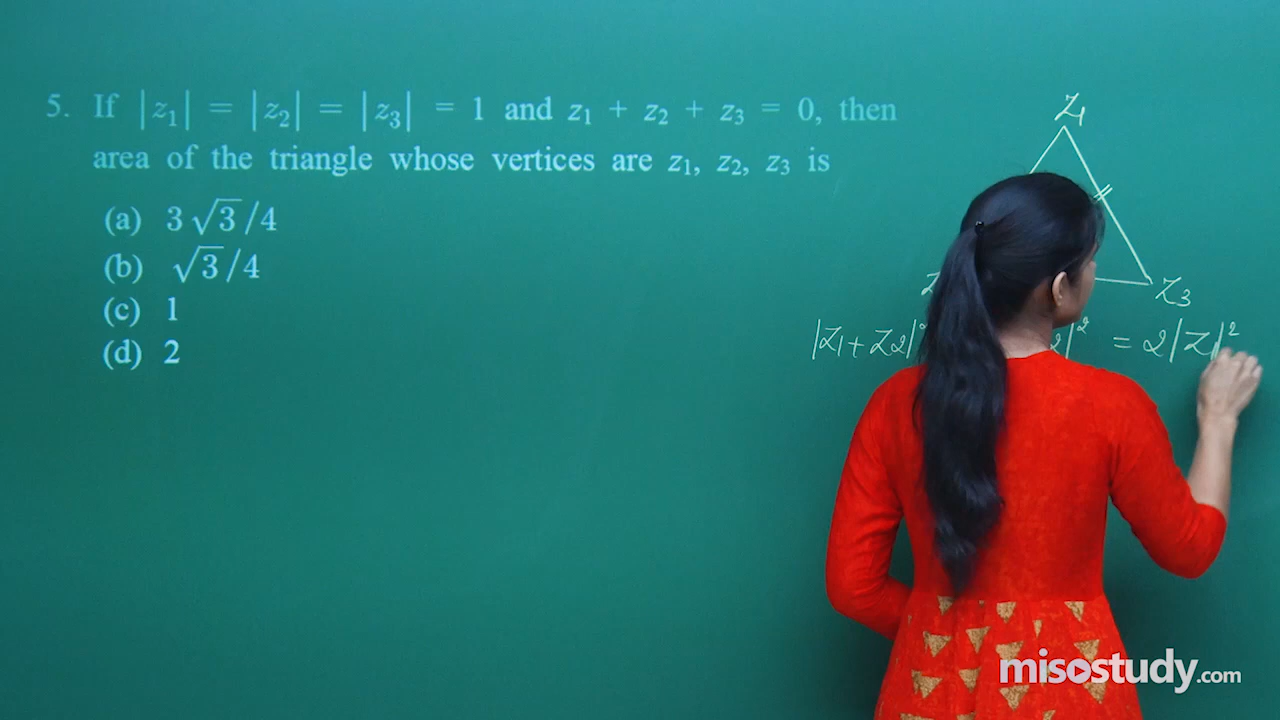 5. If |z₁| = |z₂| = |z₃| = 1 and z₁ + z₂ + z₃ = 0, then
area of the triangle whose vertices are z₁, z₂, z₃ is
(a) 3√3/4
(b) √3/4
(c) 1
(d) 2
z₁
z₃
|z₁+z₂|² = 2|z₁|²
misostudy.com